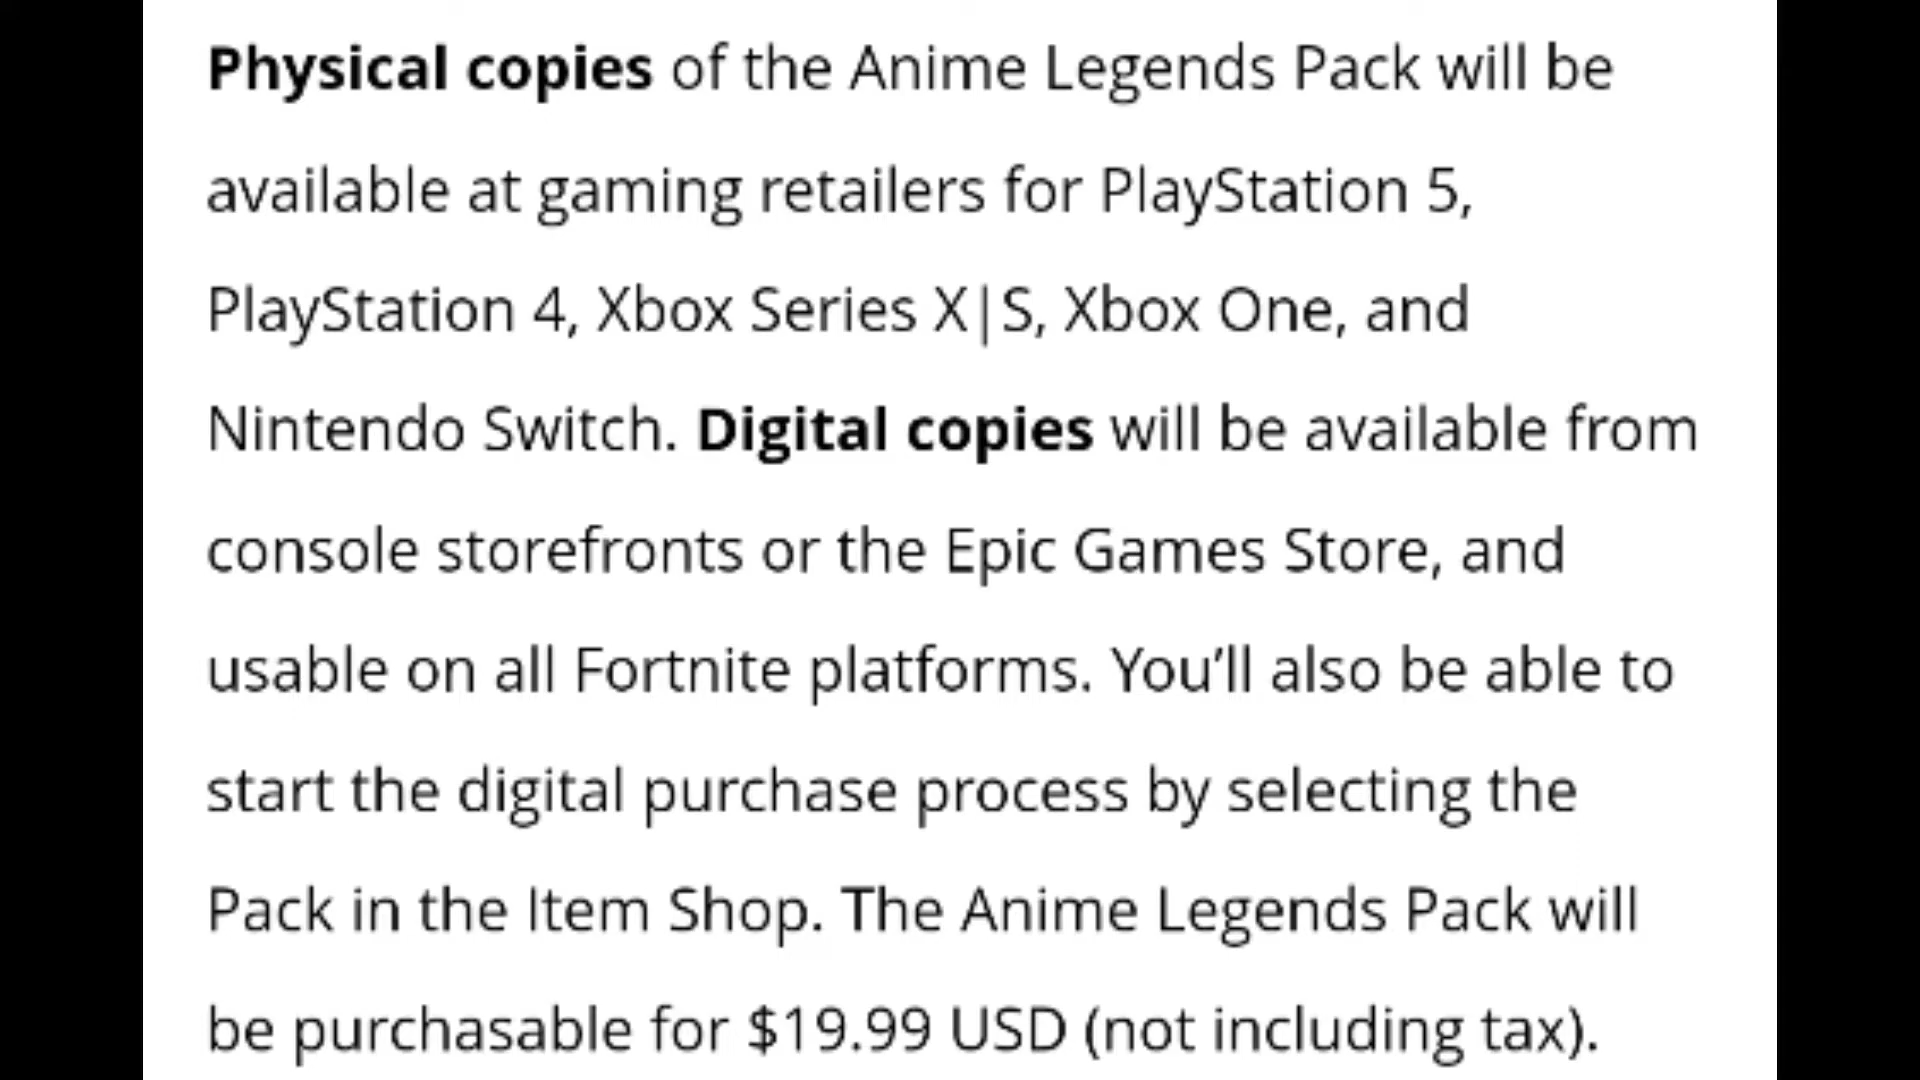 Physical copies of the Anime Legends Pack will be
available at gaming retailers for PlayStation 5,
PlayStation 4, Xbox Series X|S, Xbox One, and
Nintendo Switch. Digital copies will be available from
console storefronts or the Epic Games Store, and
usable on all Fortnite platforms. You’ll also be able to
start the digital purchase process by selecting the
Pack in the Item Shop. The Anime Legends Pack will
be purchasable for $19.99 USD (not including tax).